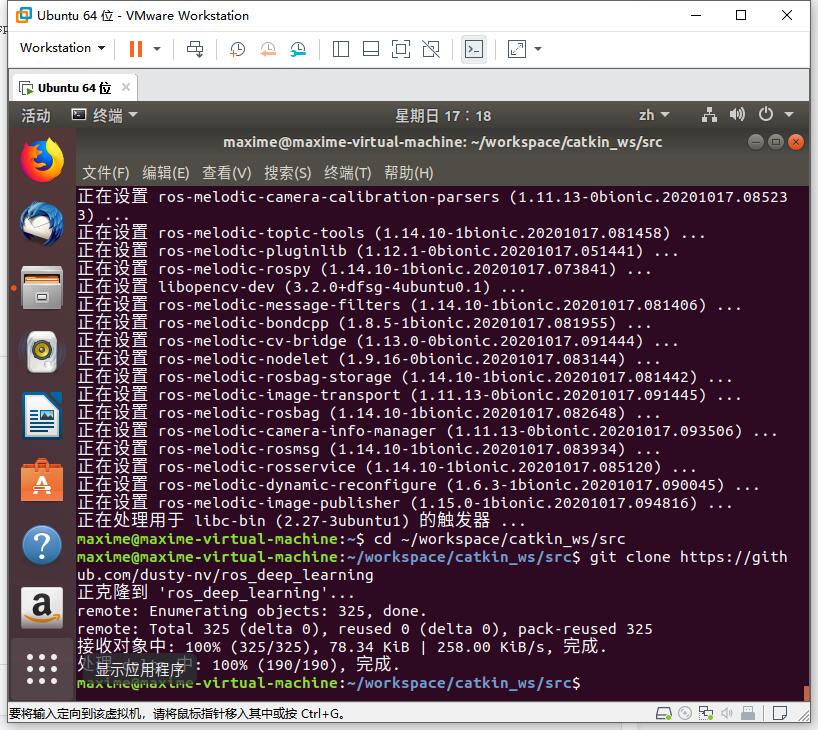 Ubuntu 64 位 - VMware Workstation
Workstation
Ubuntu 64 位
活动 终端 星期日 17：18 zh
maxime@maxime-virtual-machine: ~/workspace/catkin_ws/src
文件(F) 编辑(E) 查看(V) 搜索(S) 终端(T) 帮助(H)
正在设置 ros-melodic-camera-calibration-parsers (1.11.13-0bionic.20201017.08523
3) ...
正在设置 ros-melodic-topic-tools (1.14.10-1bionic.20201017.081458) ...
正在设置 ros-melodic-pluginlib (1.12.1-0bionic.20201017.051441) ...
正在设置 ros-melodic-rospy (1.14.10-1bionic.20201017.073841) ...
正在设置 libopencv-dev (3.2.0+dfsg-4ubuntu0.1) ...
正在设置 ros-melodic-message-filters (1.14.10-1bionic.20201017.081406) ...
正在设置 ros-melodic-bondcpp (1.8.5-1bionic.20201017.081955) ...
正在设置 ros-melodic-cv-bridge (1.13.0-0bionic.20201017.091444) ...
正在设置 ros-melodic-nodelet (1.9.16-0bionic.20201017.083144) ...
正在设置 ros-melodic-rosbag-storage (1.14.10-1bionic.20201017.081442) ...
正在设置 ros-melodic-image-transport (1.11.13-0bionic.20201017.091445) ...
正在设置 ros-melodic-rosbag (1.14.10-1bionic.20201017.082648) ...
正在设置 ros-melodic-camera-info-manager (1.11.13-0bionic.20201017.093506) ...
正在设置 ros-melodic-rosmsg (1.14.10-1bionic.20201017.083934) ...
正在设置 ros-melodic-rosservice (1.14.10-1bionic.20201017.085120) ...
正在设置 ros-melodic-dynamic-reconfigure (1.6.3-1bionic.20201017.090045) ...
正在设置 ros-melodic-image-publisher (1.15.0-1bionic.20201017.094816) ...
正在处理用于 libc-bin (2.27-3ubuntu1) 的触发器 ...
maxime@maxime-virtual-machine:~$ cd ~/workspace/catkin_ws/src
maxime@maxime-virtual-machine:~/workspace/catkin_ws/src$ git clone https://gith
ub.com/dusty-nv/ros_deep_learning
正克隆到 'ros_deep_learning'...
remote: Enumerating objects: 325, done.
remote: Total 325 (delta 0), reused 0 (delta 0), pack-reused 325
接收对象中: 100% (325/325), 78.34 KiB | 258.00 KiB/s, 完成.
处 中: 100% (190/190), 完成.
显示应用程序
maxime@maxime-virtual-machine:~/workspace/catkin_ws/src$
要将输入定向到该虚拟机，请将鼠标指针移入其中或按 Ctrl+G。